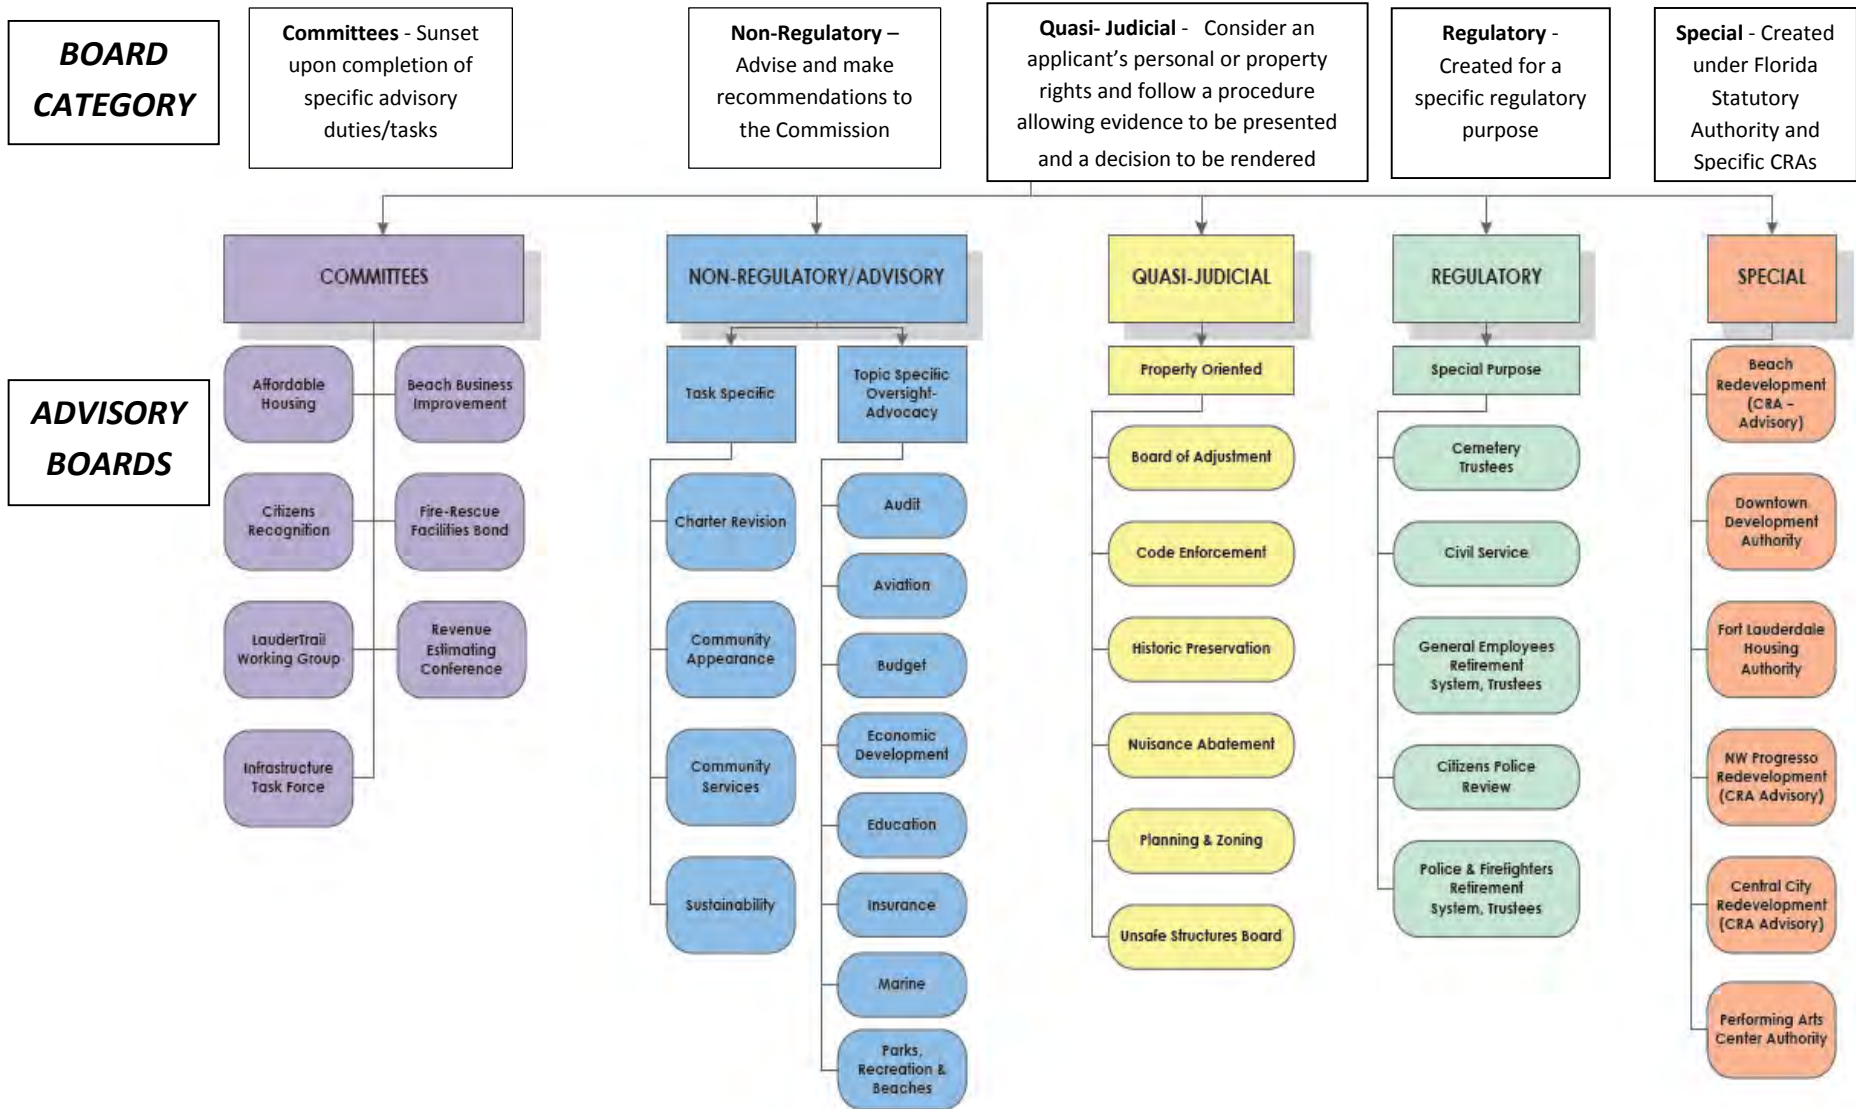 BOARD
CATEGORY
Committees - Sunset
upon completion of
specific advisory
duties/tasks
Non-Regulatory –
Advise and make
recommendations to
the Commission
Quasi- Judicial - Consider an
applicant's personal or property
rights and follow a procedure
allowing evidence to be presented
and a decision to be rendered
Regulatory -
Created for a
specific regulatory
purpose
Special - Created
under Florida
Statutory
Authority and
Specific CRAs
COMMITTEES
NON-REGULATORY/ADVISORY
QUASI-JUDICIAL
REGULATORY
SPECIAL
ADVISORY
BOARDS
Affordable
Housing
Beach Business
Improvement
Citizens
Recognition
Fire-Rescue
Facilities Bond
LauderTrail
Working Group
Revenue
Estimating
Conference
Infrastructure
Task Force
Task Specific
Charter Revision
Community
Appearance
Community
Services
Sustainability
Topic Specific
Oversight-
Advocacy
Audit
Aviation
Budget
Economic
Development
Education
Insurance
Marine
Parks,
Recreation &
Beaches
Property Oriented
Board of Adjustment
Code Enforcement
Historic Preservation
Nuisance Abatement
Planning & Zoning
Unsafe Structures Board
Special Purpose
Cemetery
Trustees
Civil Service
General Employees
Retirement
System, Trustees
Citizens Police
Review
Police & Firefighters
Retirement
System, Trustees
Beach
Redevelopment
(CRA –
Advisory)
Downtown
Development
Authority
Fort Lauderdale
Housing
Authority
NW Progresso
Redevelopment
(CRA Advisory)
Central City
Redevelopment
(CRA Advisory)
Performing Arts
Center Authority